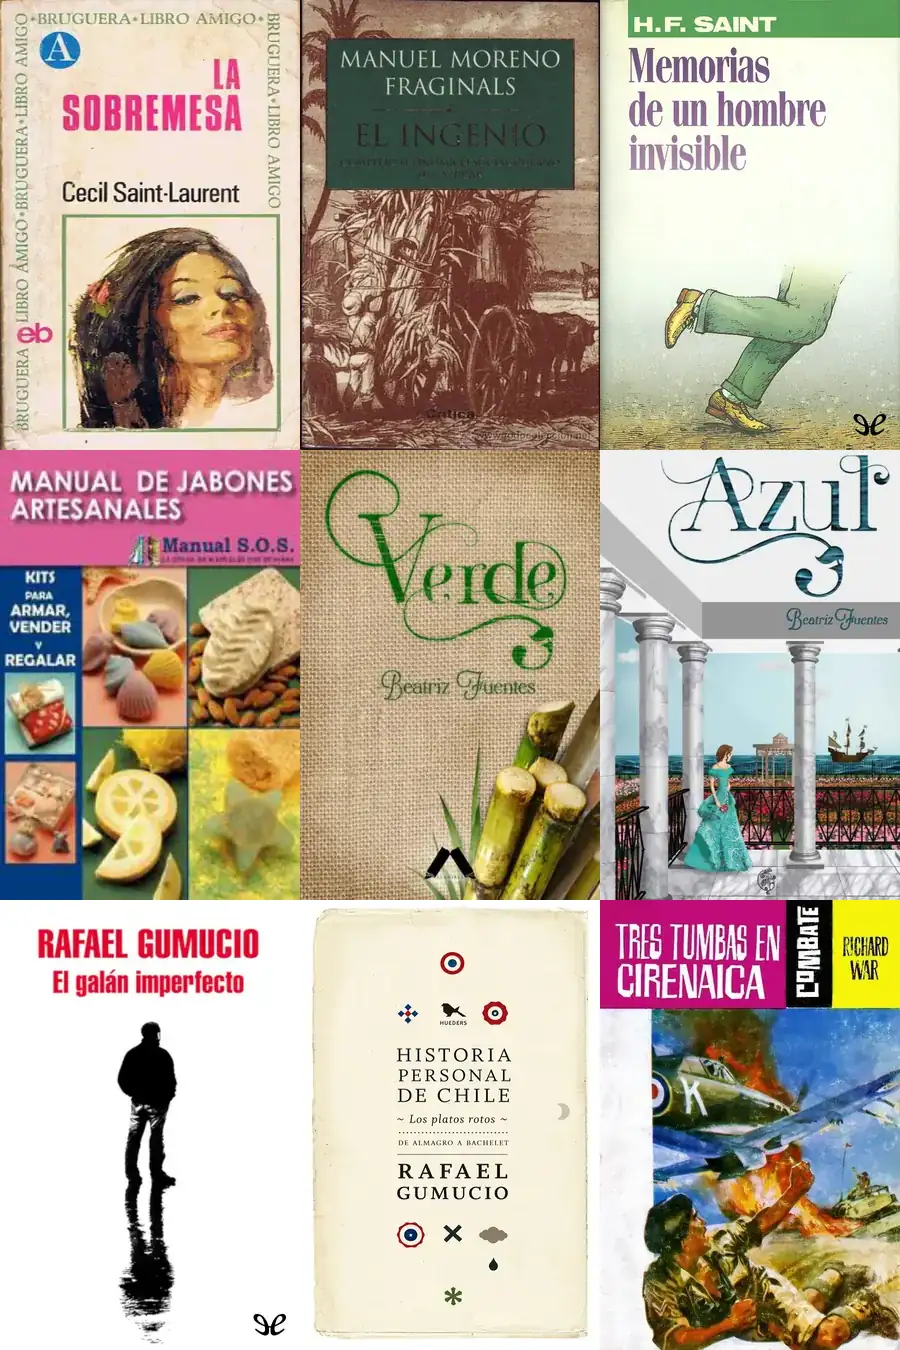 BRUGUERA•LIBRO AMIGO•
BRUGUERA•LIBRO AMIGO
BRUGUERA LIBRO AMIGO•BRUGUERA•LIBRO AMIGO
A
LA
SOBREMESA
Cecil Saint-Laurent
eb
MANUEL MORENO
FRAGINALS
EL INGENIO
Crítica
H.F. SAINT
Memorias
de un hombre
invisible
MANUAL DE JABONES
ARTESANALES
Manual S.O.S.
KITS
PARA
ARMAR,
VENDER
Y
REGALAR
Verde
Beatriz Fuentes
Azul
Beatriz Fuentes
RAFAEL GUMUCIO
El galán imperfecto
HUEDERS
HISTORIA
PERSONAL
DE CHILE
~ Los platos rotos ~
DE ALMAGRO A BACHELET
RAFAEL
GUMUCIO
TRES TUMBAS EN
CIRENAICA
COMBATE
RICHARD
WAR
K